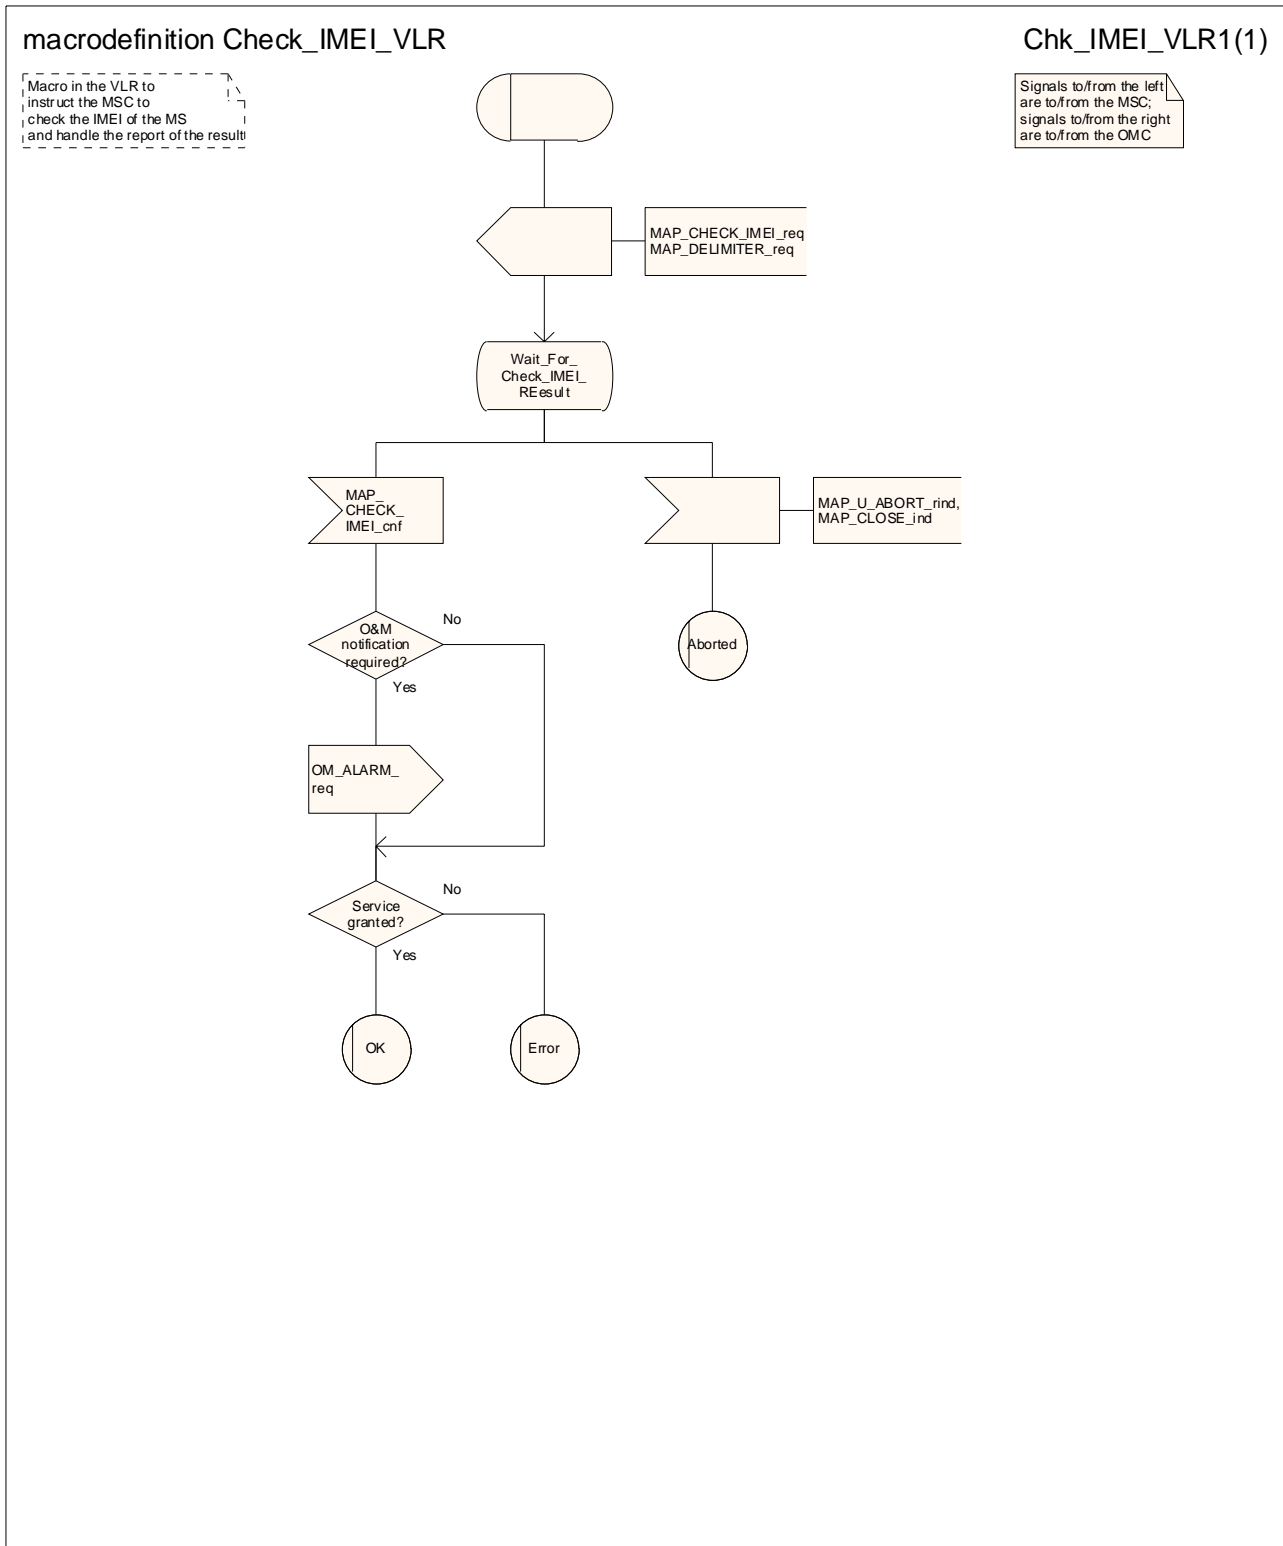 macrodefinition Check_IMEI_VLR
Chk_IMEI_VLR1(1)
Macro in the VLR to
instruct the MSC to
check the IMEI of the MS
and handle the report of the result
Signals to/from the left
are to/from the MSC;
signals to/from the right
are to/from the OMC
MAP_CHECK_IMEI_req
MAP_DELIMITER_req
Wait_For_
Check_IMEI_
REesult
MAP_
CHECK_
IMEI_cnf
MAP_U_ABORT_rind,
MAP_CLOSE_ind
O&M
notification
required?
No
Yes
Aborted
OM_ALARM_
req
Service
granted?
No
Yes
OK
Error